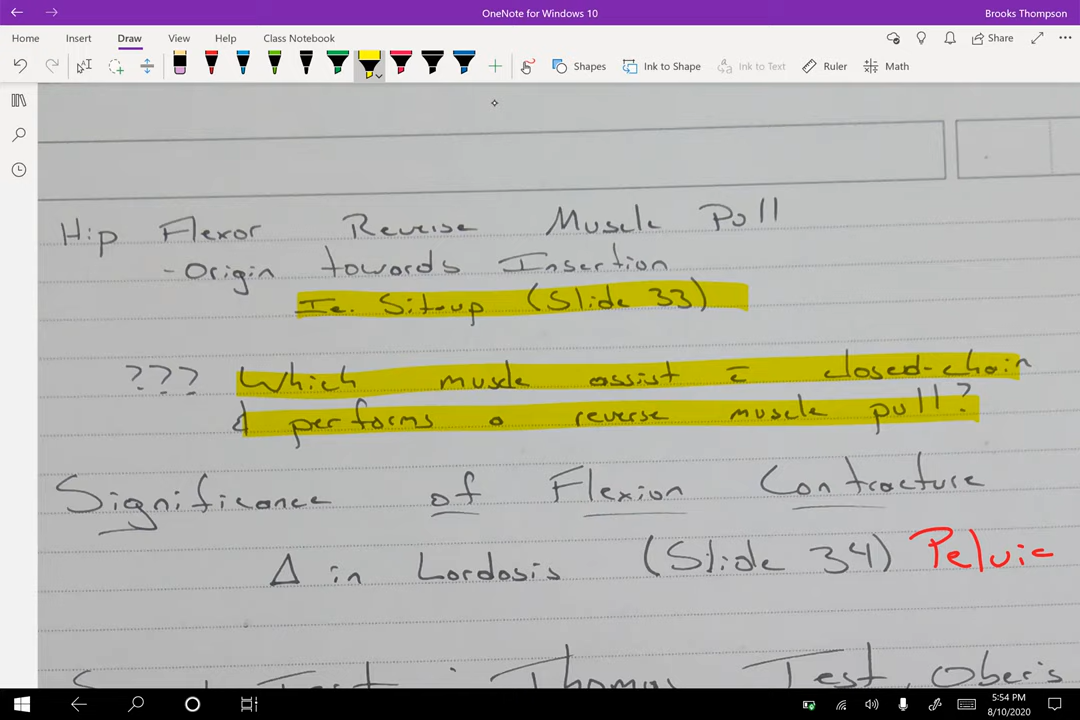 OneNote for Windows 10
Brooks Thompson
Home Insert Draw View Help Class Notebook
Share
Shapes Ink to Shape Ink to Text Ruler Math
Hip Flexor Reverse Muscle Pull
-Origin towards Insertion
Ie. Sit-up (Slide 33)
??? Which muscle assist c̄ closed-chain
& performs a reverse muscle pull?
Significance of Flexion Contracture
Δ in Lordosis (Slide 34) Pelvic
Thomas Test, Ober's
5:54 PM
8/10/2020